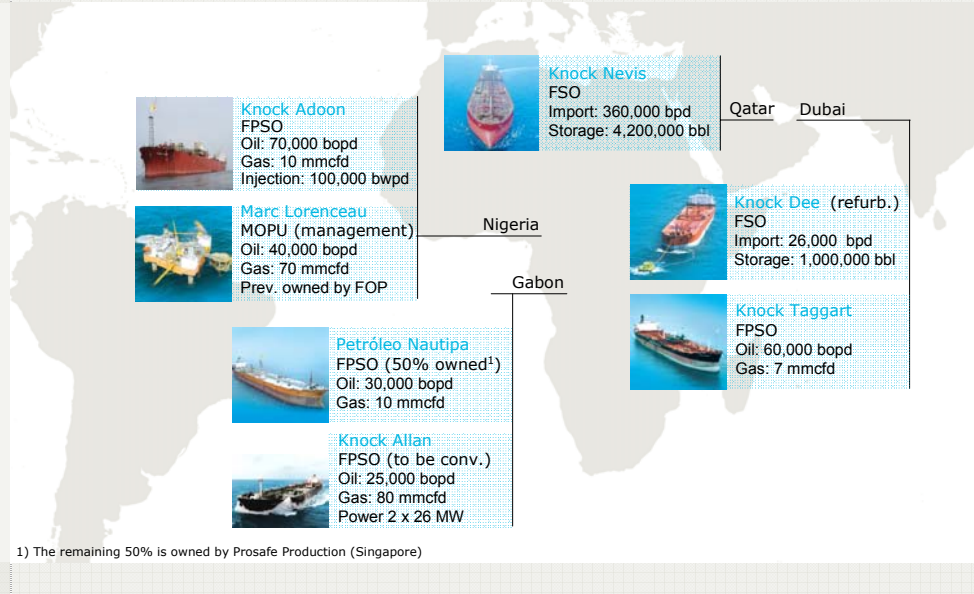 Knock Nevis
FSO
Import: 360,000 bpd
Storage: 4,200,000 bbl
Qatar
Dubai
Knock Adoon
FPSO
Oil: 70,000 bopd
Gas: 10 mmcfd
Injection: 100,000 bwpd
Marc Lorenceau
MOPU (management)
Oil: 40,000 bopd
Gas: 70 mmcfd
Prev. owned by FOP
Nigeria
Knock Dee (refurb.)
FSO
Import: 26,000 bpd
Storage: 1,000,000 bbl
Gabon
Knock Taggart
FPSO
Oil: 60,000 bopd
Gas: 7 mmcfd
Petróleo Nautipa
FPSO (50% owned¹)
Oil: 30,000 bopd
Gas: 10 mmcfd
Knock Allan
FPSO (to be conv.)
Oil: 25,000 bopd
Gas: 80 mmcfd
Power 2 x 26 MW
1) The remaining 50% is owned by Prosafe Production (Singapore)